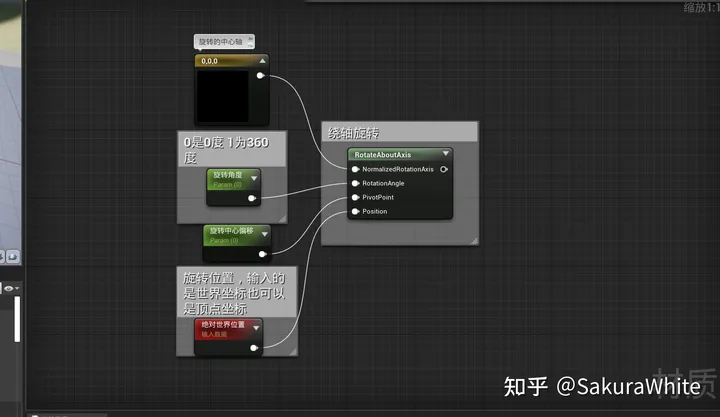 缩放1:1
旋转的中心轴
0,0,0
绕轴旋转
0是0度 1为360
度
RotateAboutAxis
NormalizedRotationAxis
旋转角度
Param (0)
RotationAngle
PivotPoint
Position
旋转中心偏移
Param (0)
旋转位置，输入的
是世界坐标也可以
是顶点坐标
绝对世界位置
输入数据
材质
知乎 @SakuraWhite